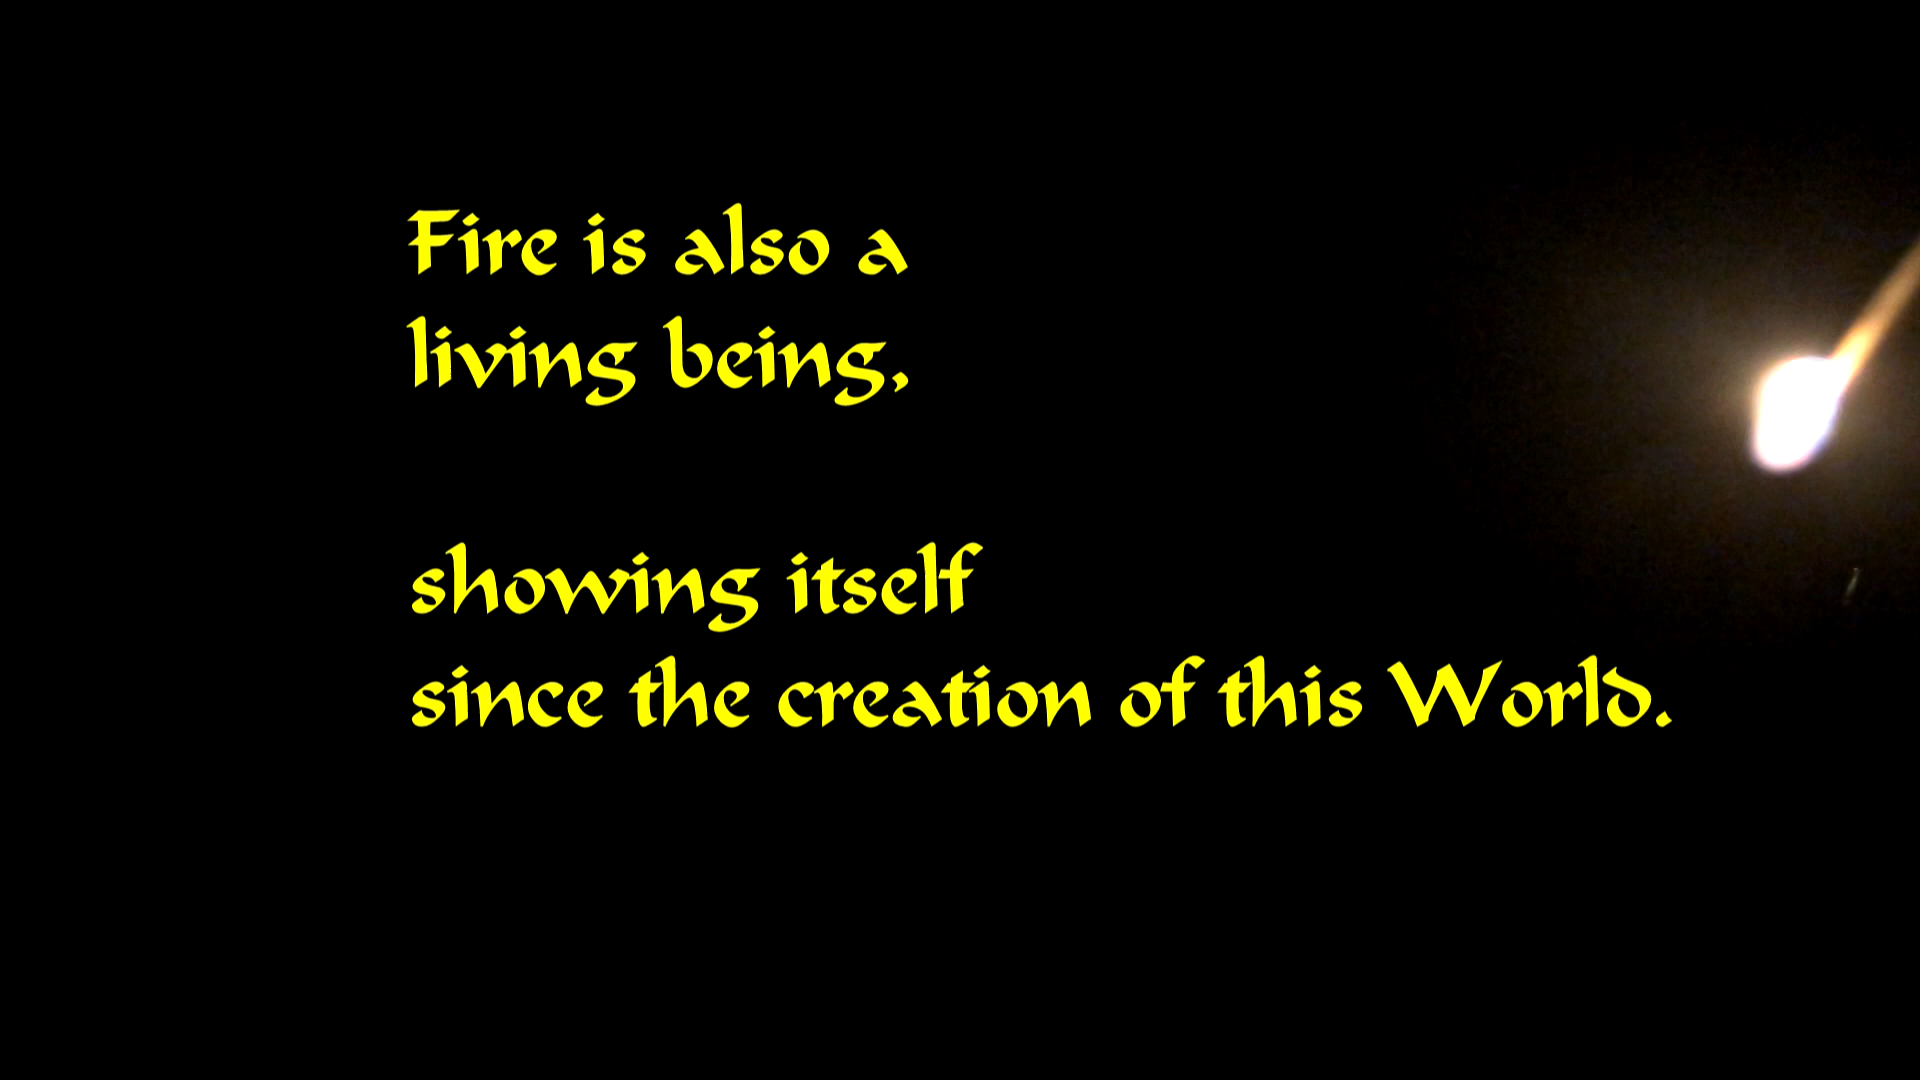 Fire is also a
living being,
showing itself
since the creation of this World.